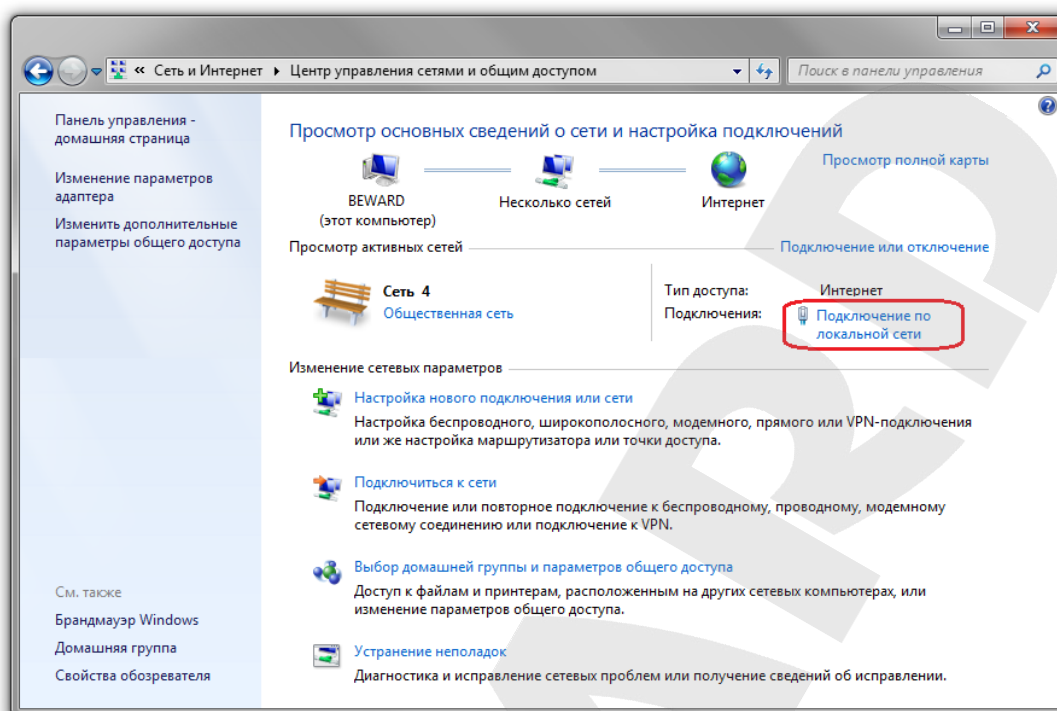 Сеть и Интернет
Центр управления сетями и общим доступом
Поиск в панели управления
Панель управления -
домашняя страница
Изменение параметров
адаптера
Изменить дополнительные
параметры общего доступа
См. также
Брандмауэр Windows
Домашняя группа
Свойства обозревателя
Просмотр основных сведений о сети и настройка подключений
Просмотр полной карты
BEWARD
(этот компьютер)
Несколько сетей
Интернет
Просмотр активных сетей
Подключение или отключение
Сеть 4
Общественная сеть
Тип доступа: Интернет
Подключения: Подключение по
локальной сети
Изменение сетевых параметров
Настройка нового подключения или сети
Настройка беспроводного, широкополосного, модемного, прямого или VPN-подключения
или же настройка маршрутизатора или точки доступа.
Подключиться к сети
Подключение или повторное подключение к беспроводному, проводному, модемному
сетевому соединению или подключение к VPN.
Выбор домашней группы и параметров общего доступа
Доступ к файлам и принтерам, расположенным на других сетевых компьютерах, или
изменение параметров общего доступа.
Устранение неполадок
Диагностика и исправление сетевых проблем или получение сведений об исправлении.
ARD